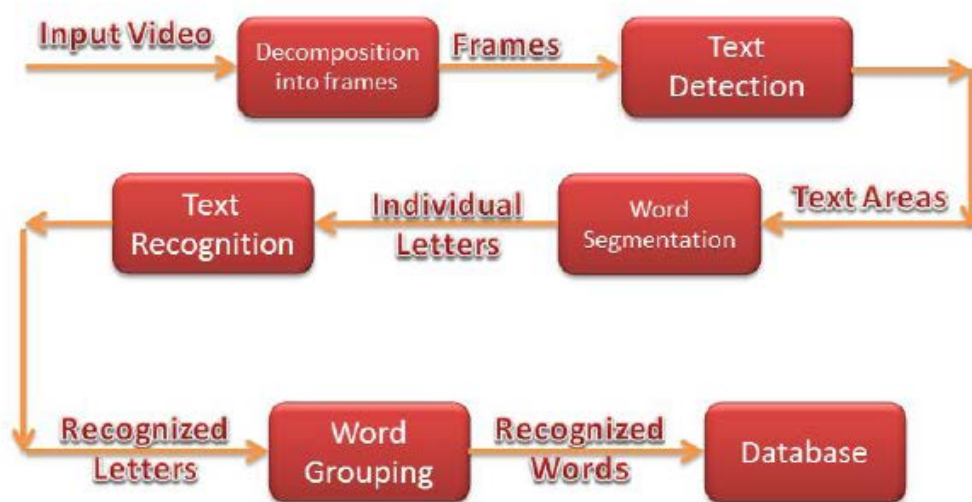 Input Video
Decomposition
into frames
Frames
Text
Detection
Text Areas
Word
Segmentation
Individual
Letters
Text
Recognition
Recognized
Letters
Word
Grouping
Recognized
Words
Database